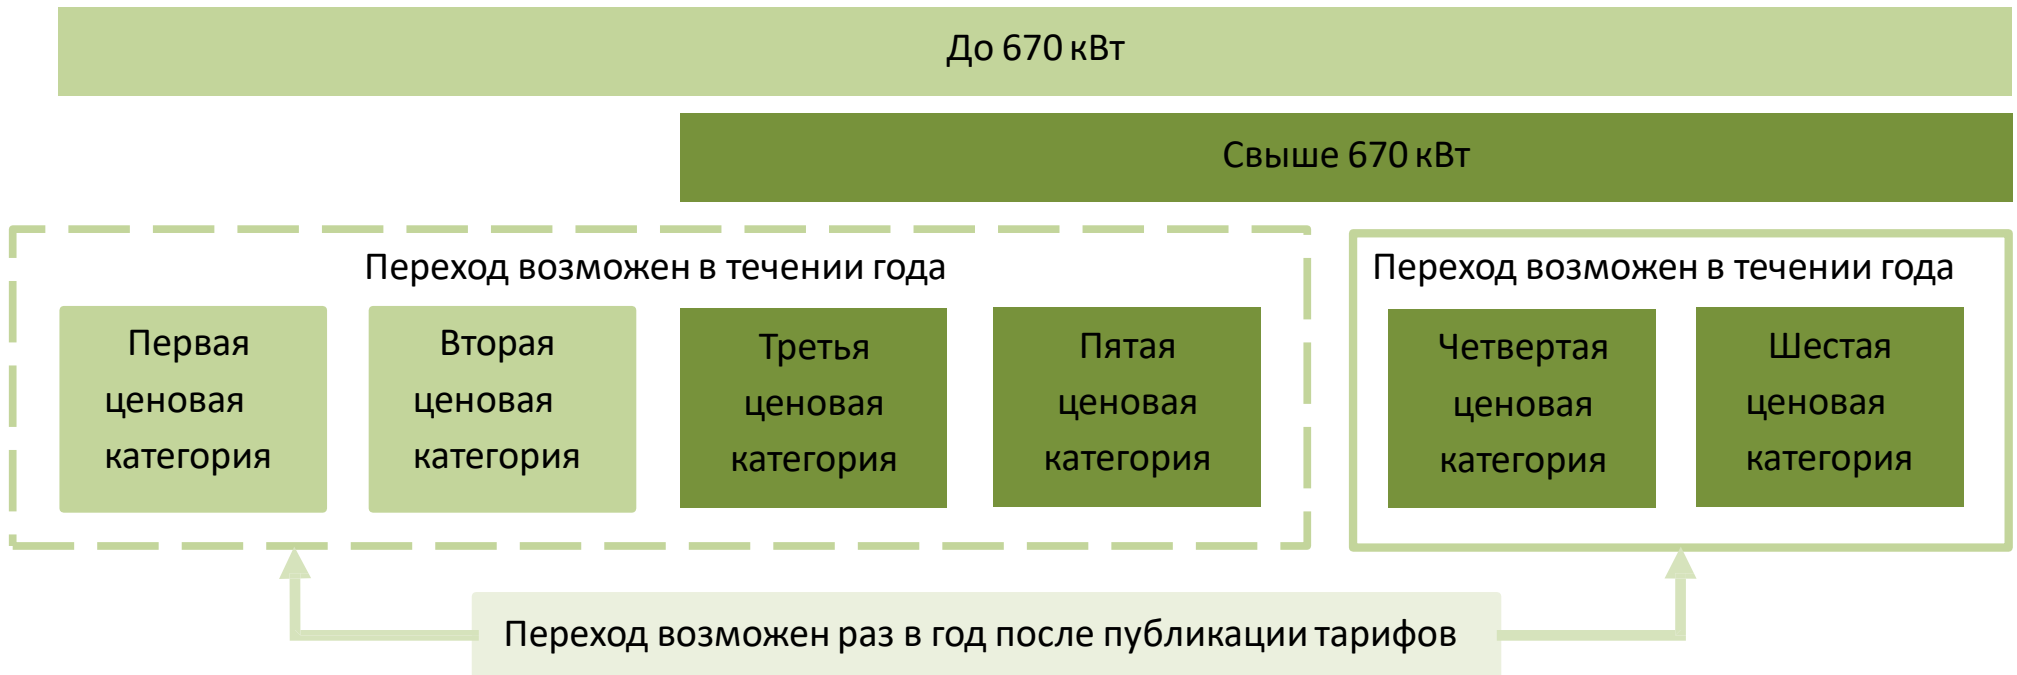 До 670 кВт
Свыше 670 кВт
Переход возможен в течении года
Первая
ценовая
категория
Вторая
ценовая
категория
Третья
ценовая
категория
Пятая
ценовая
категория
Переход возможен в течении года
Четвертая
ценовая
категория
Шестая
ценовая
категория
Переход возможен раз в год после публикации тарифов